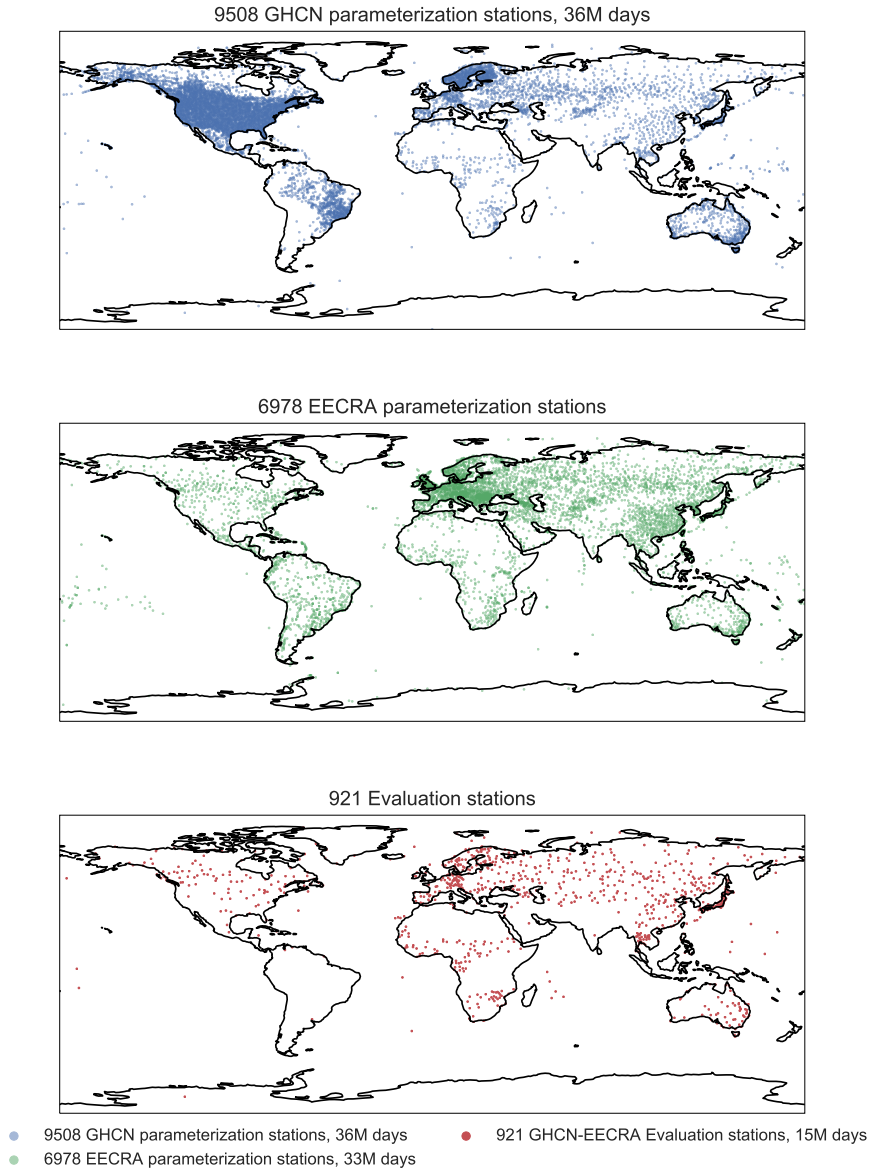 9508 GHCN parameterization stations, 36M days
6978 EECRA parameterization stations
921 Evaluation stations
9508 GHCN parameterization stations, 36M days
921 GHCN-EECRA Evaluation stations, 15M days
6978 EECRA parameterization stations, 33M days